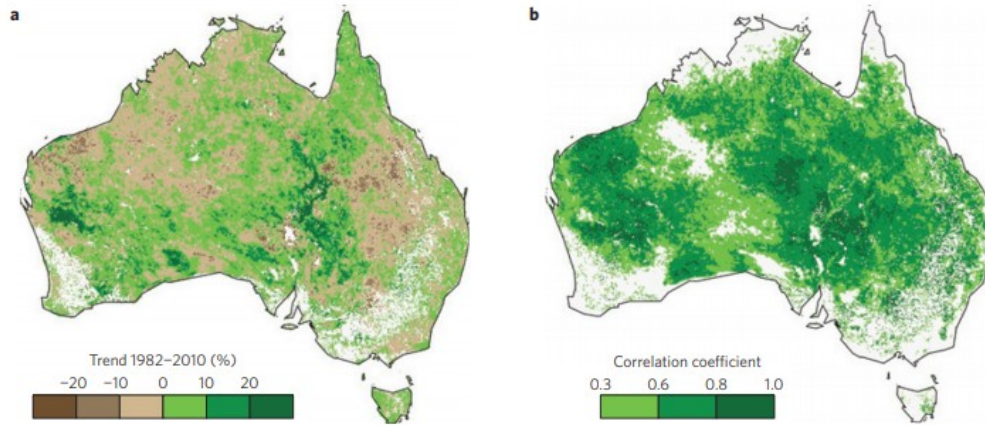 a
b
Trend 1982–2010 (%)
−20 −10 0 10 20
Correlation coefficient
0.3 0.6 0.8 1.0